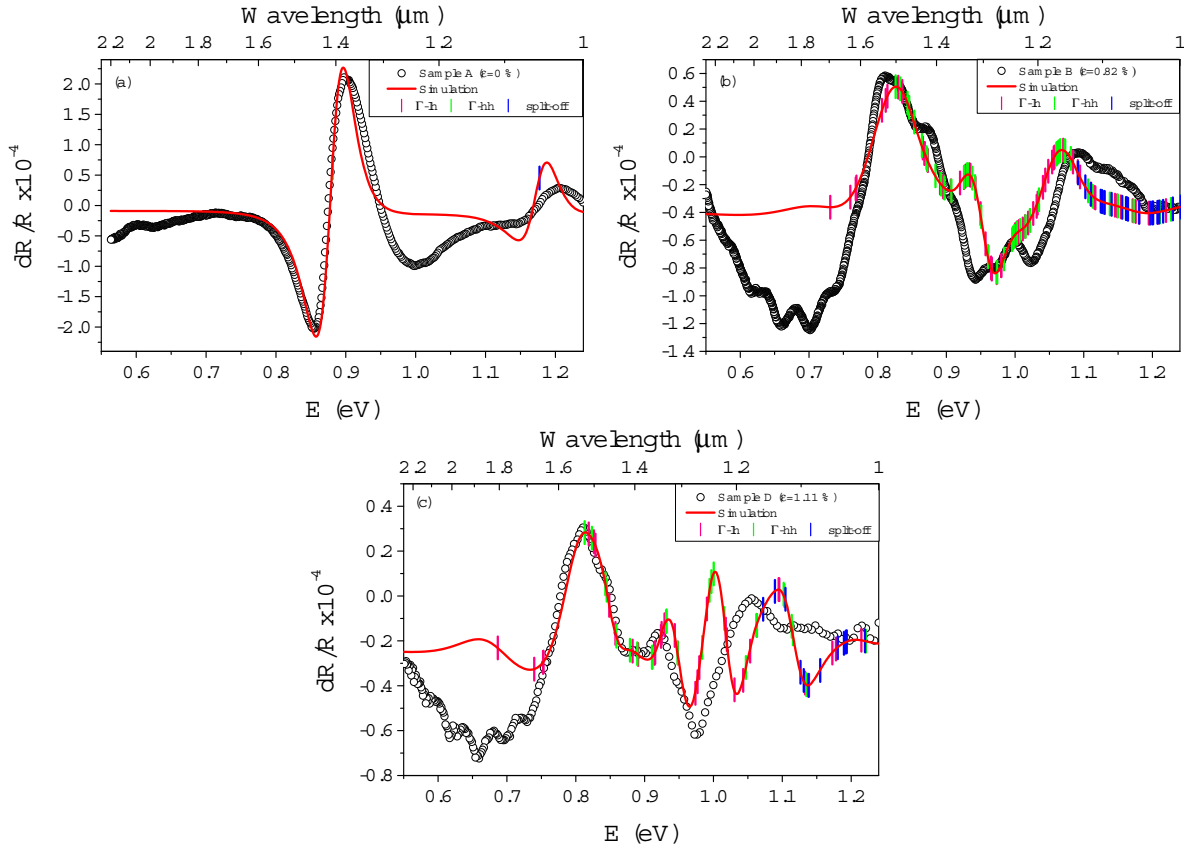 Wavelength (μm)
2.2 2 1.8 1.6 1.4 1.2 1
(a)
Sample A (ε=0%)
Simulation
Γ-lh Γ-hh split-off
2.0
1.5
1.0
0.5
0.0
-0.5
-1.0
-1.5
-2.0
dR/R x10⁻⁴
0.6 0.7 0.8 0.9 1.0 1.1 1.2
E (eV)
Wavelength (μm)
2.2 2 1.8 1.6 1.4 1.2 1
(b)
Sample B (ε=0.82%)
Simulation
Γ-lh Γ-hh split-off
0.6
0.4
0.2
0.0
-0.2
-0.4
-0.6
-0.8
-1.0
-1.2
-1.4
dR/R x10⁻⁴
0.6 0.7 0.8 0.9 1.0 1.1 1.2
E (eV)
Wavelength (μm)
2.2 2 1.8 1.6 1.4 1.2 1
(c)
Sample D (ε=1.11%)
Simulation
Γ-lh Γ-hh split-off
0.4
0.2
0.0
-0.2
-0.4
-0.6
-0.8
dR/R x10⁻⁴
0.6 0.7 0.8 0.9 1.0 1.1 1.2
E (eV)